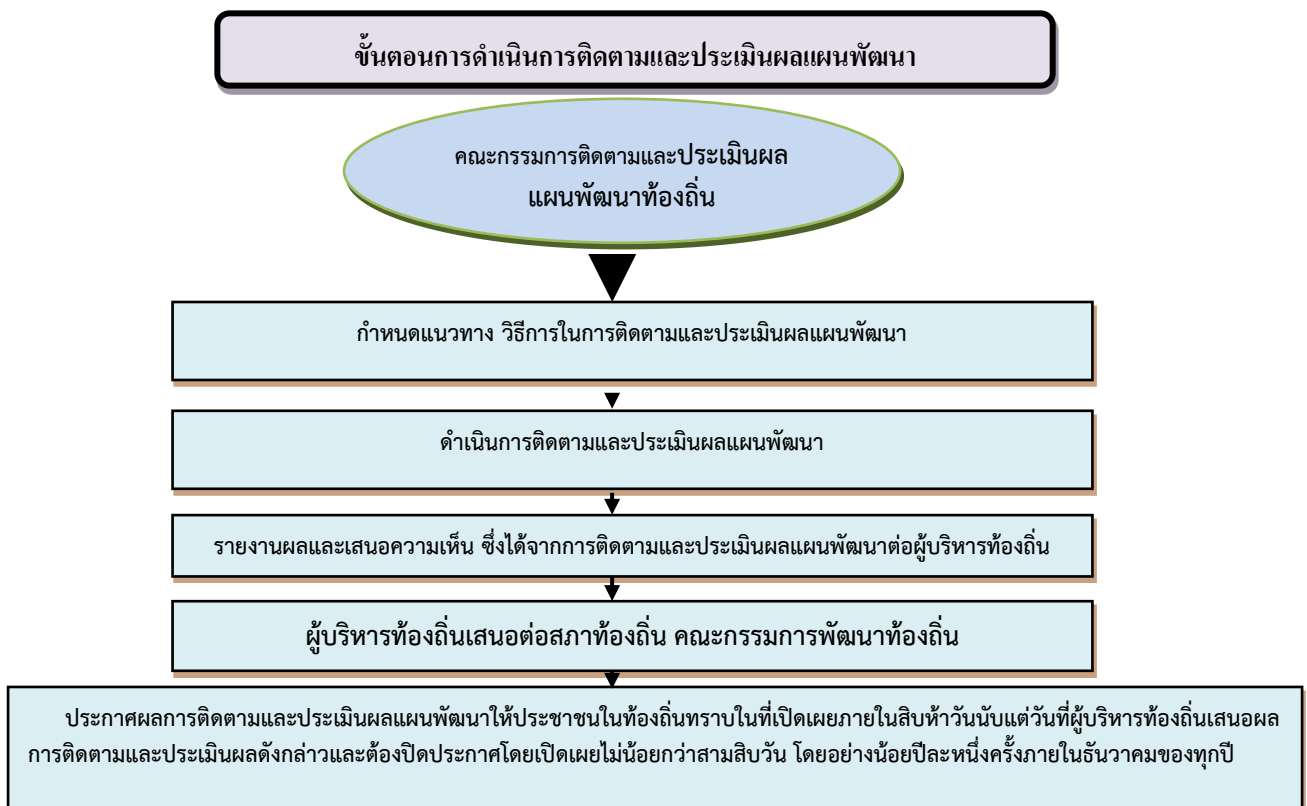 ขั้นตอนการดำเนินการติดตามและประเมินผลแผนพัฒนา
คณะกรรมการติดตามและประเมินผล
แผนพัฒนาท้องถิ่น
กำหนดแนวทาง วิธีการในการติดตามและประเมินผลแผนพัฒนา
ดำเนินการติดตามและประเมินผลแผนพัฒนา
รายงานผลและเสนอความเห็น ซึ่งได้จากการติดตามและประเมินผลแผนพัฒนาต่อผู้บริหารท้องถิ่น
ผู้บริหารท้องถิ่นเสนอต่อสภาท้องถิ่น คณะกรรมการพัฒนาท้องถิ่น
ประกาศผลการติดตามและประเมินผลแผนพัฒนาให้ประชาชนในท้องถิ่นทราบในที่เปิดเผยภายในสิบห้าวันนับแต่วันที่ผู้บริหารท้องถิ่นเสนอผล
การติดตามและประเมินผลดังกล่าวและต้องปิดประกาศโดยเปิดเผยไม่น้อยกว่าสามสิบวัน โดยอย่างน้อยปีละหนึ่งครั้งภายในธันวาคมของทุกปี